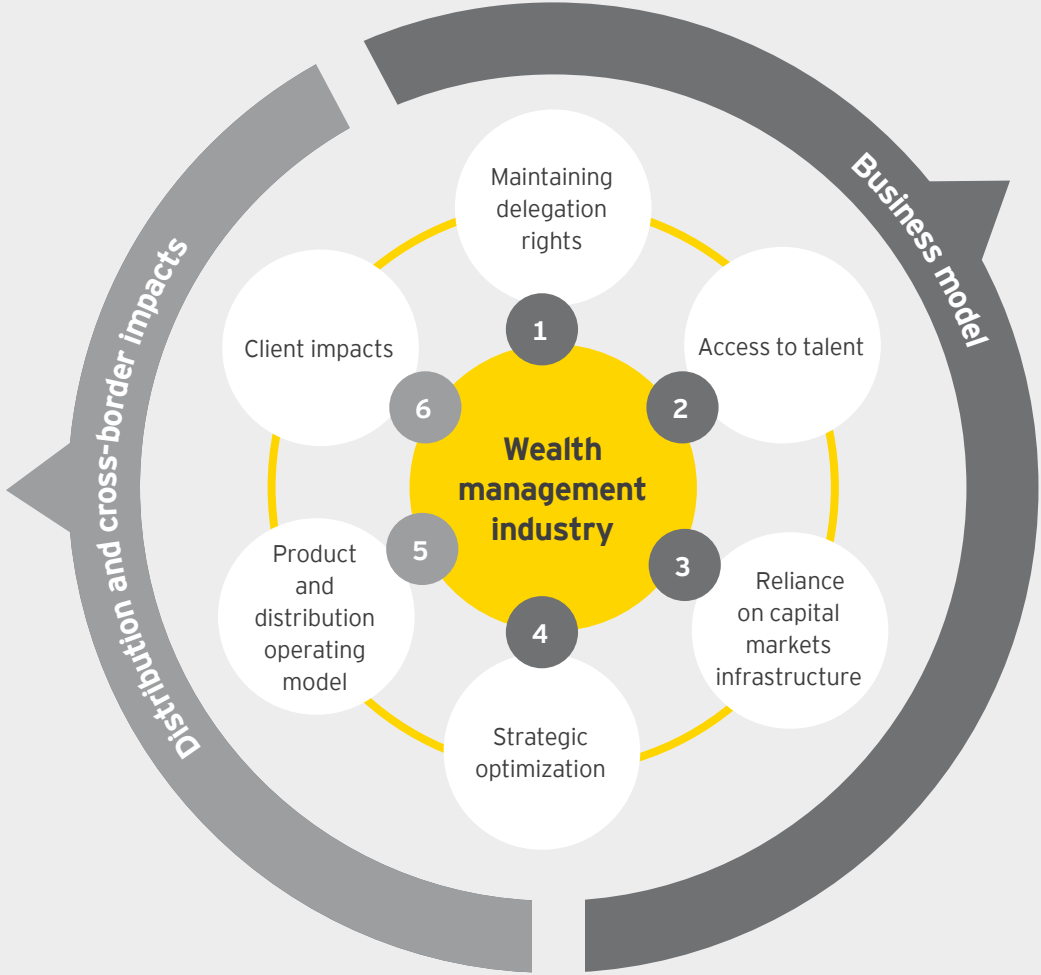 Business model
Distribution and cross-border impacts
Wealth
management
industry
1
Maintaining
delegation
rights
2
Access to talent
3
Reliance
on capital
markets
infrastructure
4
Strategic
optimization
5
Product
and
distribution
operating
model
6
Client impacts